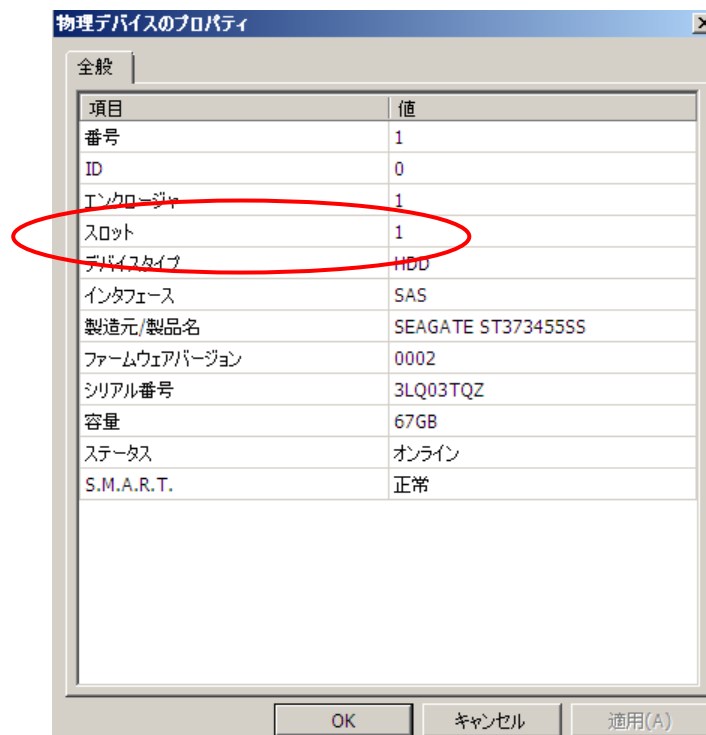 物理デバイスのプロパティ
全般
項目 値
番号 1
ID 0
エンクロージャ 1
スロット 1
デバイスタイプ HDD
インタフェース SAS
製造元/製品名 SEAGATE ST373455SS
ファームウェアバージョン 0002
シリアル番号 3LQ03TQZ
容量 67GB
ステータス オンライン
S.M.A.R.T. 正常
OK キャンセル 適用(A)